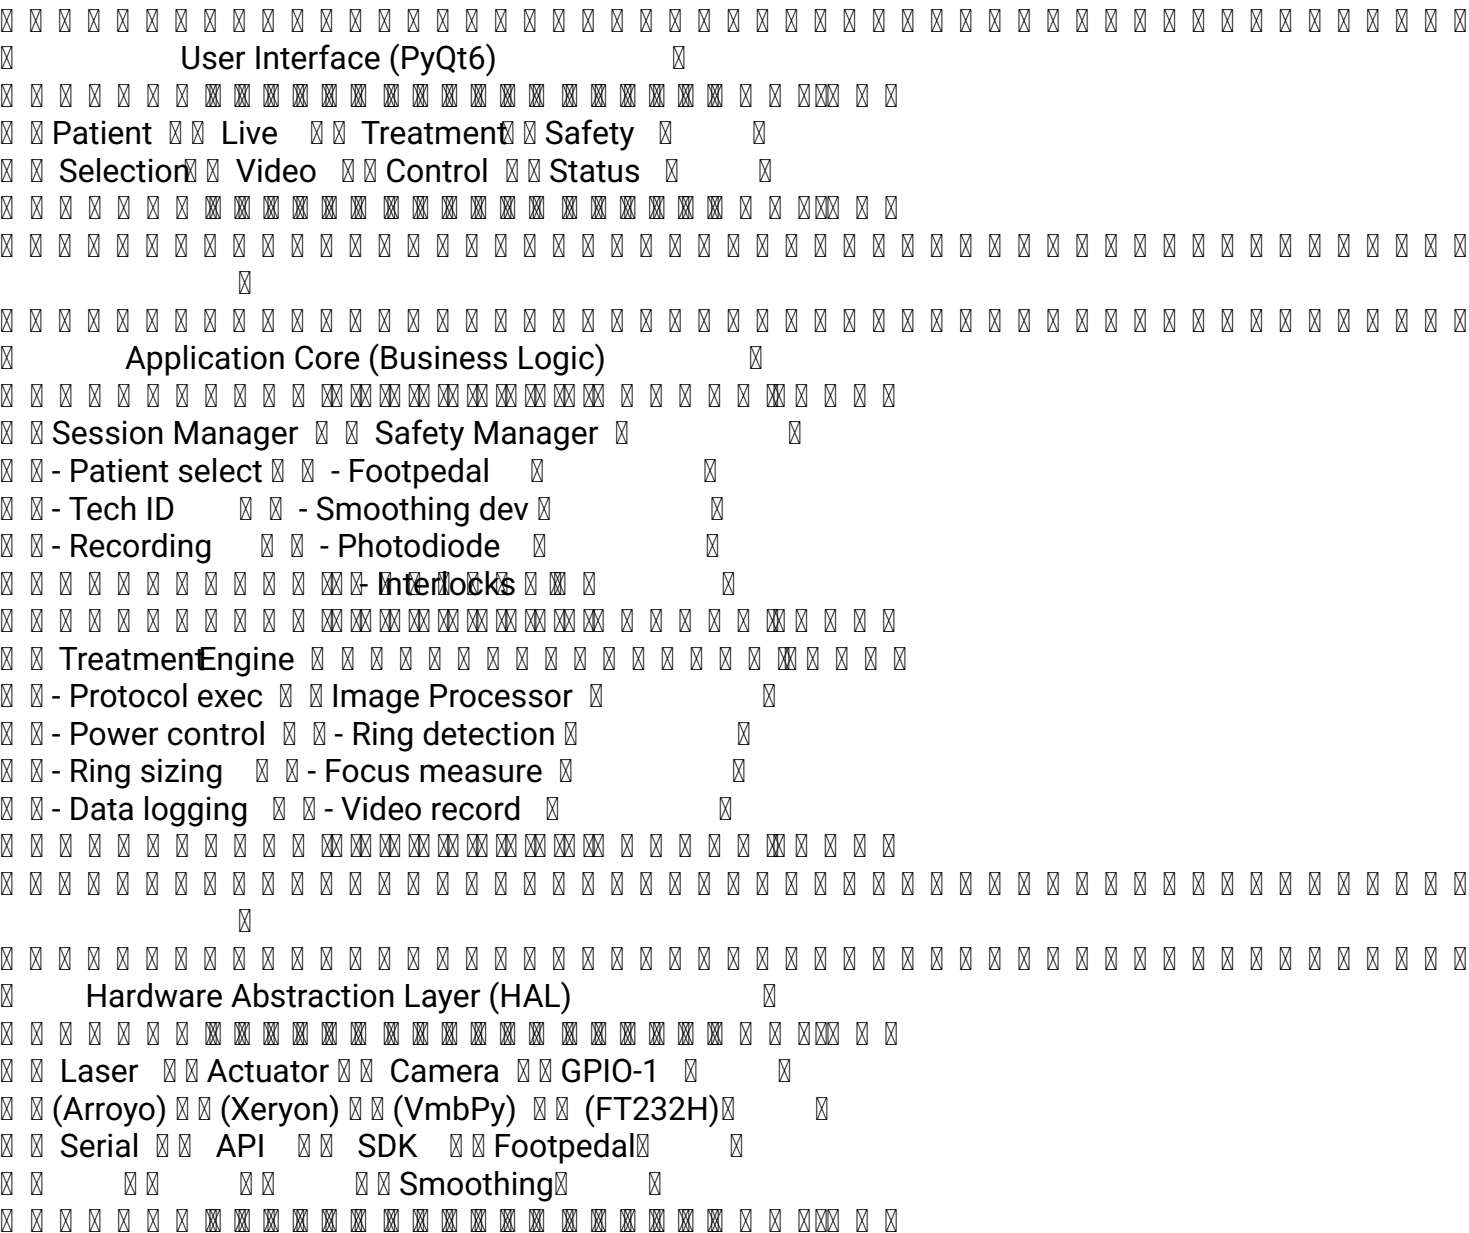 User Interface (PyQt6)
Patient Live Treatment Safety
Selection Video Control Status
Application Core (Business Logic)
Session Manager Safety Manager
- Patient select - Footpedal
- Tech ID - Smoothing dev
- Recording - Photodiode
- Interlocks
Treatment Engine
- Protocol exec Image Processor
- Power control - Ring detection
- Ring sizing - Focus measure
- Data logging - Video record
Hardware Abstraction Layer (HAL)
Laser Actuator Camera GPIO-1
(Arroyo) (Xeryon) (VmbPy) (FT232H)
Serial API SDK Footpedal
Smoothing